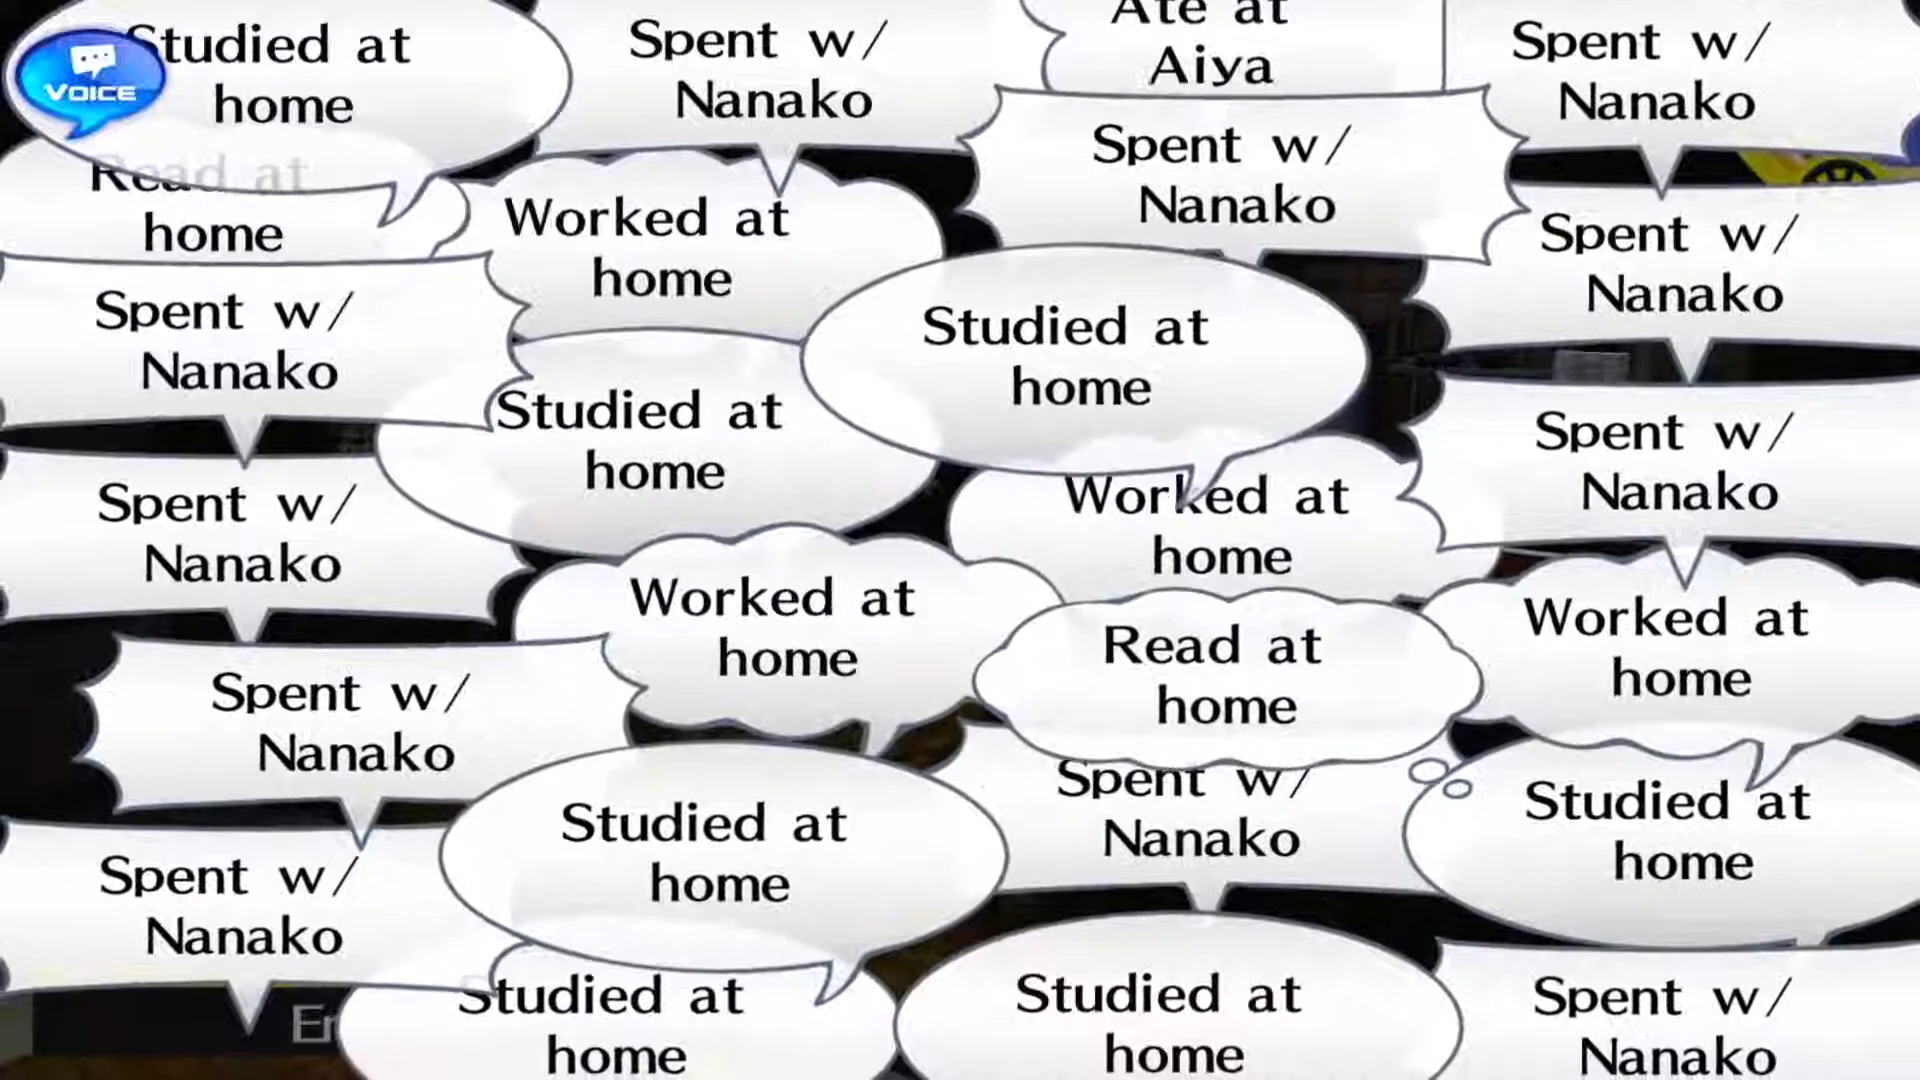 Studied at
home
VOICE
Spent w/
Nanako
Ate at
Aiya
Spent w/
Nanako
Read at
home
Worked at
home
Spent w/
Nanako
Spent w/
Nanako
Spent w/
Nanako
Studied at
home
Studied at
home
Spent w/
Nanako
Spent w/
Nanako
Worked at
home
Worked at
home
Read at
home
Worked at
home
Spent w/
Nanako
Studied at
home
Spent w/
Nanako
Studied at
home
Spent w/
Nanako
Studied at
home
Studied at
home
Spent w/
Nanako